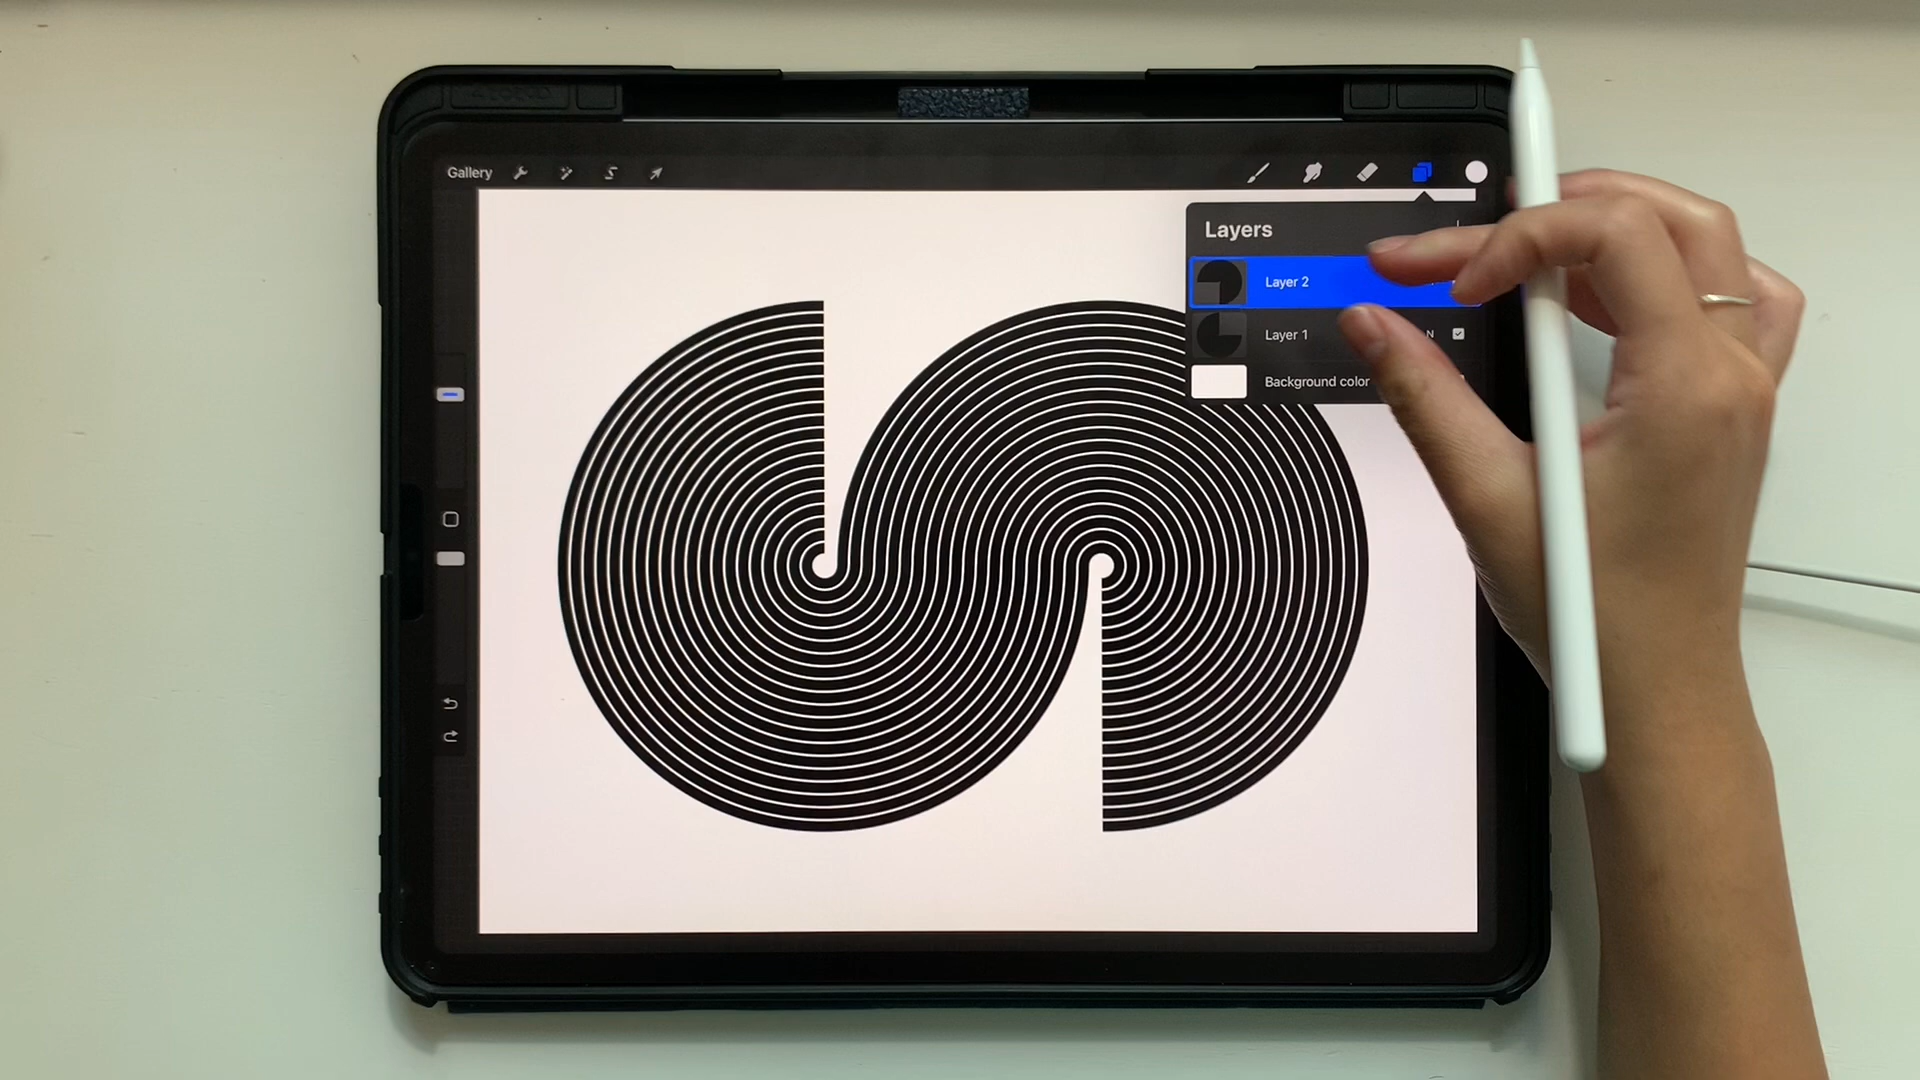 Gallery
Layers
Layer 2
Layer 1 N
Background color